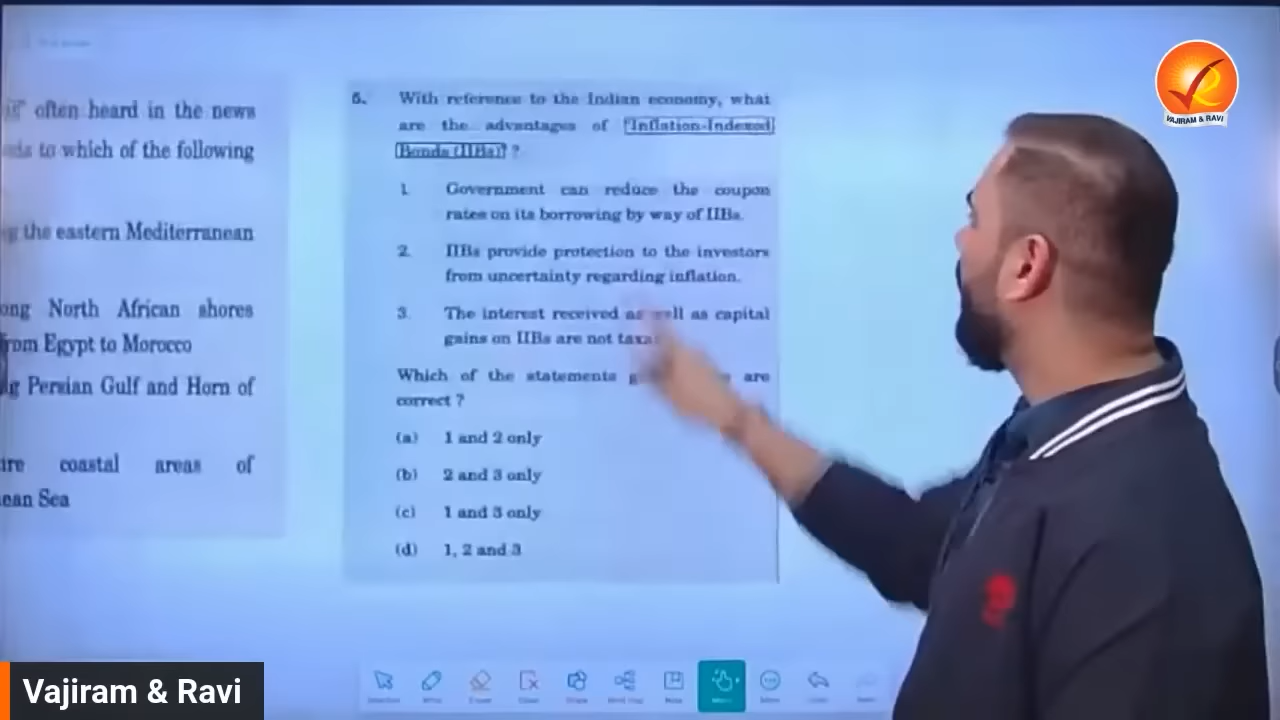 often heard in the news
to which of the following
the eastern Mediterranean
North African shores
from Egypt to Morocco
Persian Gulf and Horn of
coastal areas of
Sea
5. With reference to the Indian economy, what
are the advantages of 'Inflation-Indexed
Bonds (IIBs)' ?
1. Government can reduce the coupon
rates on its borrowing by way of IIBs.
2. IIBs provide protection to the investors
from uncertainty regarding inflation.
3. The interest received as well as capital
gains on IIBs are not
Which of the statements are
correct ?
(a) 1 and 2 only
(b) 2 and 3 only
(c) 1 and 3 only
(d) 1, 2 and 3
VAJIRAM & RAVI
Vajiram & Ravi